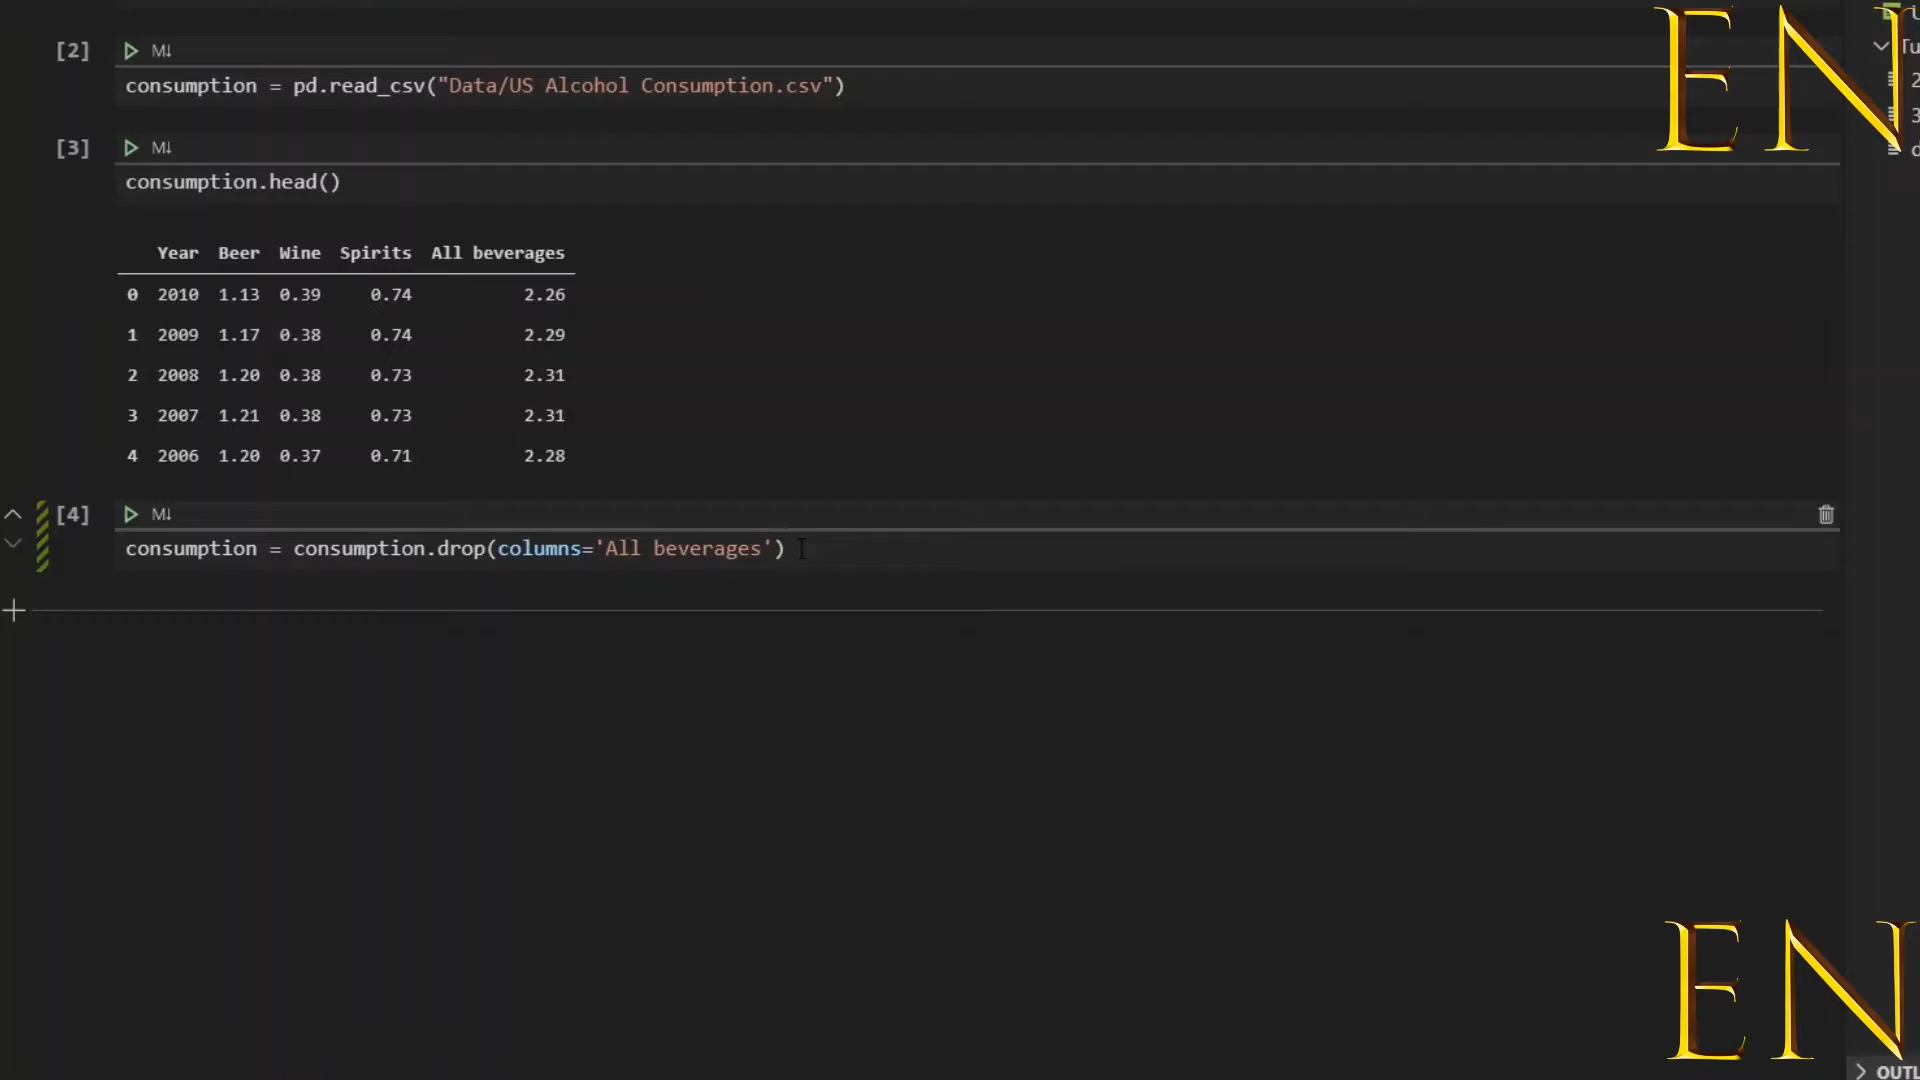 [2] M↓
consumption = pd.read_csv("Data/US Alcohol Consumption.csv")
[3] M↓
consumption.head()
Year Beer Wine Spirits All beverages
0 2010 1.13 0.39 0.74 2.26
1 2009 1.17 0.38 0.74 2.29
2 2008 1.20 0.38 0.73 2.31
3 2007 1.21 0.38 0.73 2.31
4 2006 1.20 0.37 0.71 2.28
[4] M↓
consumption = consumption.drop(columns='All beverages')
EN
Tu
2
3
EN
OUTL